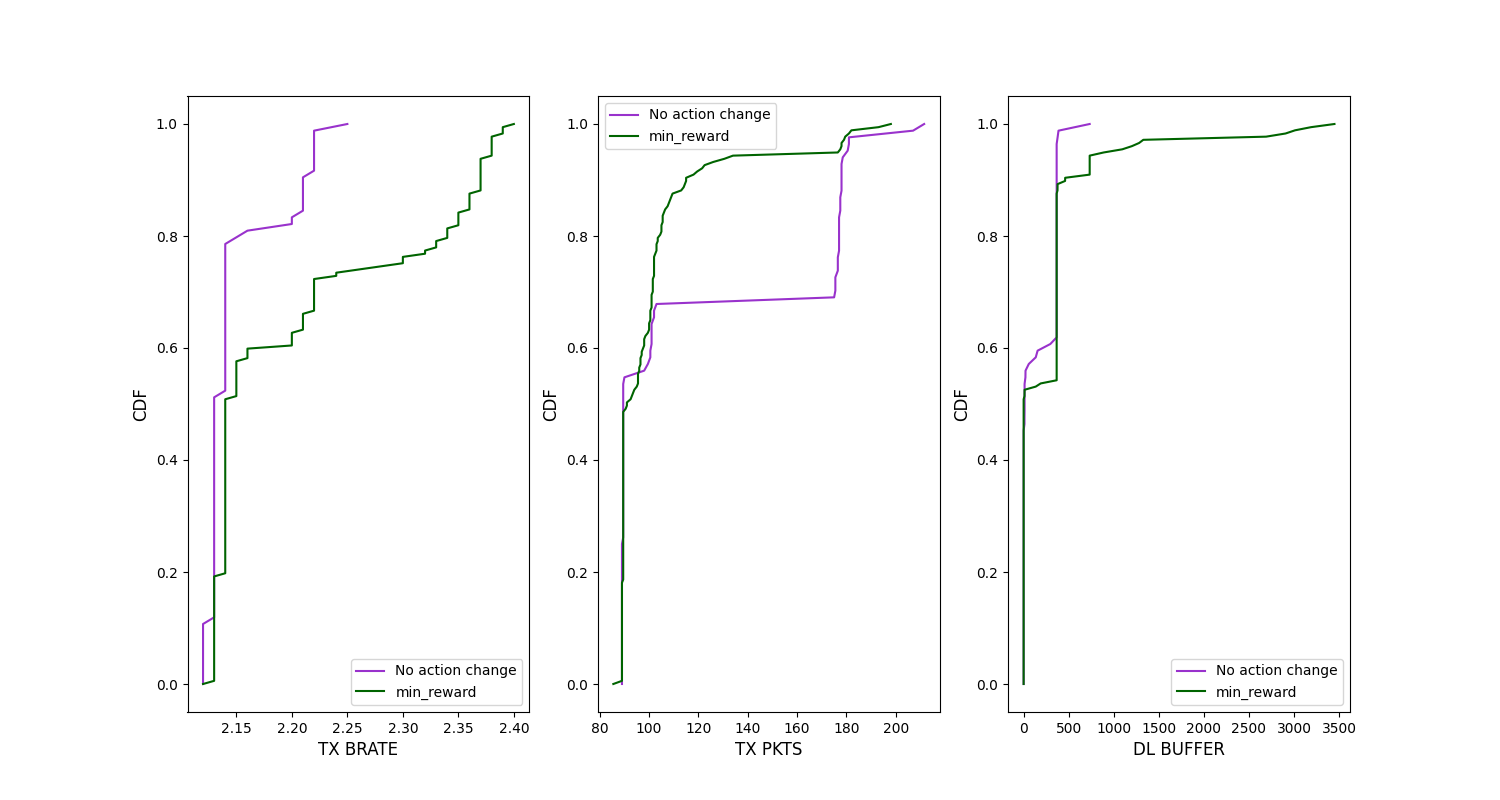 CDF
1.0
0.8
0.6
0.4
0.2
0.0
No action change
min_reward
2.15 2.20 2.25 2.30 2.35 2.40
TX BRATE
CDF
1.0
0.8
0.6
0.4
0.2
0.0
No action change
min_reward
80 100 120 140 160 180 200
TX PKTS
CDF
1.0
0.8
0.6
0.4
0.2
0.0
No action change
min_reward
0 500 1000 1500 2000 2500 3000 3500
DL BUFFER